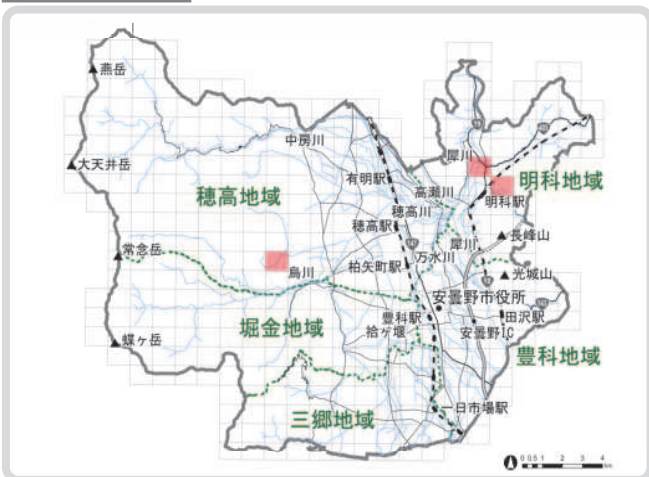 燕岳
大天井岳
中房川
犀川
明科地域
穂高地域
有明駅
高瀬川
明科駅
穂高川
穂高駅
犀川
長峰山
万水川
常念岳
烏川
柏矢町駅
光城山
安曇野市役所
堀金地域
豊科駅
田沢駅
拾ヶ堰
安曇野IC
蝶ヶ岳
豊科地域
三郷地域
一日市場駅
0 0.5 1 2 3 4
km